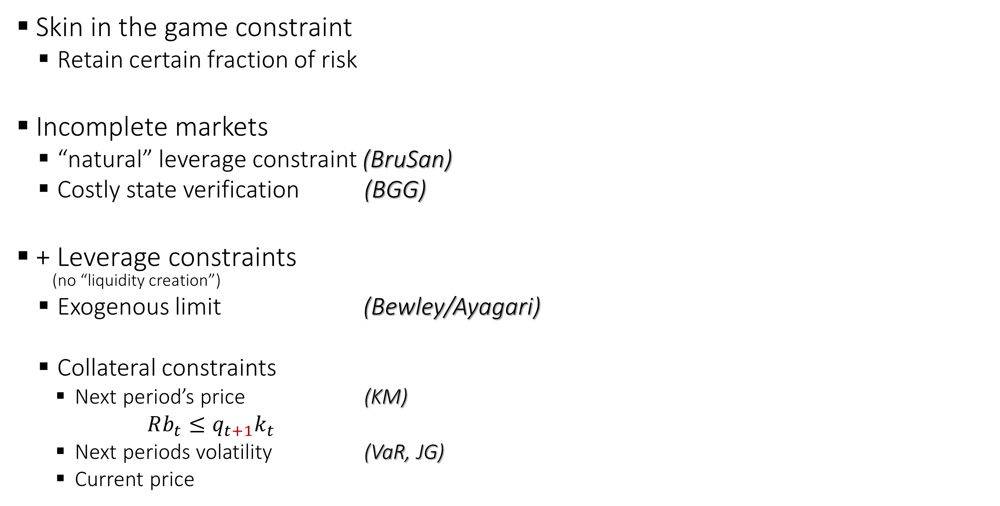 ▪ Skin in the game constraint
▪ Retain certain fraction of risk
▪ Incomplete markets
▪ “natural” leverage constraint (BruSan)
▪ Costly state verification (BGG)
▪ + Leverage constraints
(no “liquidity creation”)
▪ Exogenous limit (Bewley/Ayagari)
▪ Collateral constraints
▪ Next period’s price (KM)
$Rb_t \leq q_{t+1}k_t$
▪ Next periods volatility (VaR, JG)
▪ Current price